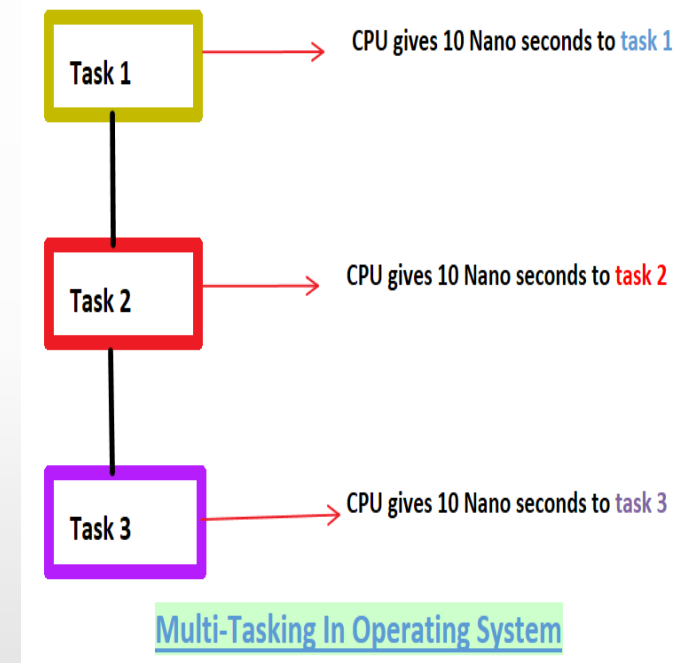 CPU gives 10 Nano seconds to task 1
Task 1
CPU gives 10 Nano seconds to task 2
Task 2
CPU gives 10 Nano seconds to task 3
Task 3
Multi-Tasking In Operating System